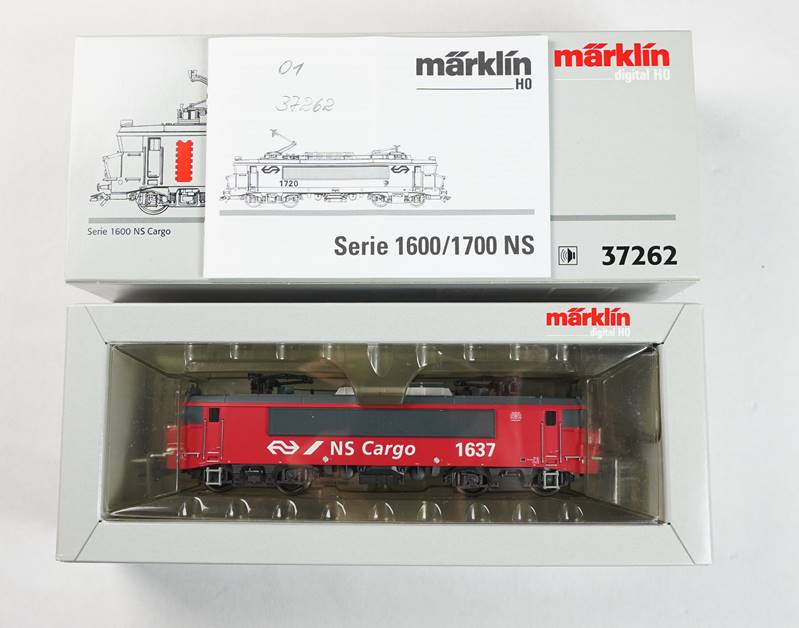 01
37262
märklin
H0
1720
Serie 1600/1700 NS
Serie 1600 NS Cargo
märklin
digital H0
37262
märklin
digital H0
NS Cargo 1637